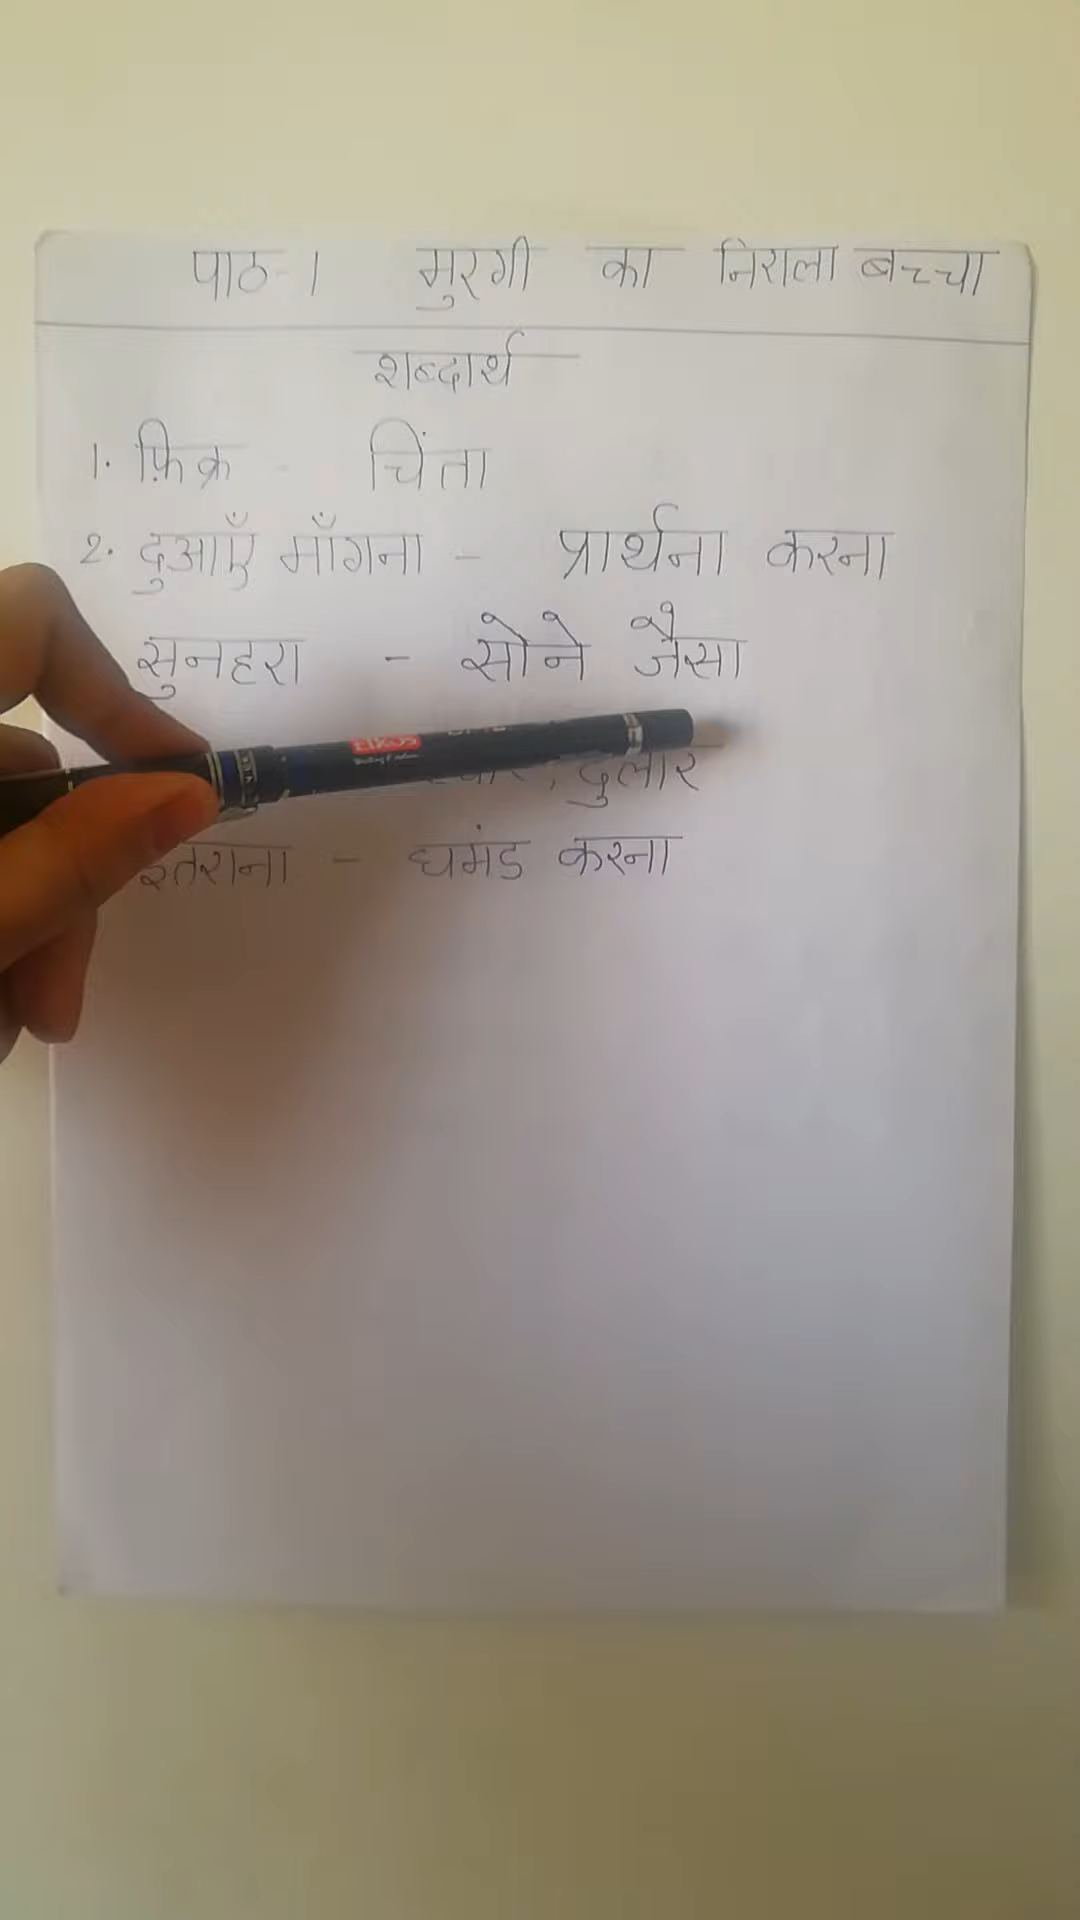 पाठ-1 मुरगी का निराला बच्चा
शब्दार्थ
1. फ़िक्र - चिंता
2. दुआएँ माँगना - प्रार्थना करना
सुनहरा - सोने जैसा
, दुलार
इतराना - घमंड करना